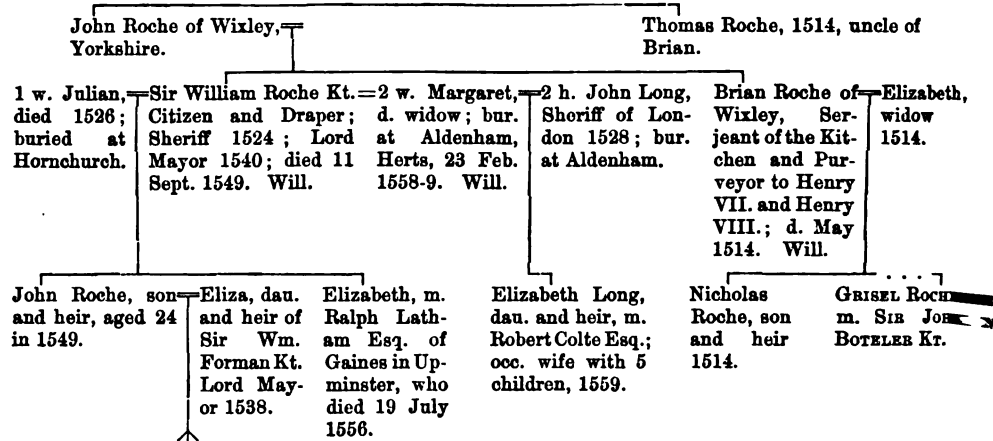 John Roche of Wixley,
Yorkshire.
Thomas Roche, 1514, uncle of
Brian.
1 w. Julian,
died 1526;
buried at
Hornchurch.
Sir William Roche Kt.
Citizen and Draper;
Sheriff 1524; Lord
Mayor 1540; died 11
Sept. 1549. Will.
=2 w. Margaret,
d. widow; bur.
at Aldenham,
Herts, 23 Feb.
1558-9. Will.
2 h. John Long,
Sheriff of Lon-
don 1528; bur.
at Aldenham.
Brian Roche of
Wixley, Ser-
jeant of the Kit-
chen and Pur-
veyor to Henry
VII. and Henry
VIII.; d. May
1514. Will.
Elizabeth,
widow
1514.
John Roche, son
and heir, aged 24
in 1549.
Eliza, dau.
and heir of
Sir Wm.
Forman Kt.
Lord May-
or 1538.
Elizabeth, m.
Ralph Lath-
am Esq. of
Gaines in Up-
minster, who
died 19 July
1556.
Elizabeth Long,
dau. and heir, m.
Robert Colte Esq.;
occ. wife with 5
children, 1559.
Nicholas
Roche, son
and heir
1514.
....
GRISEL
m. SIR
BOTELER KT.